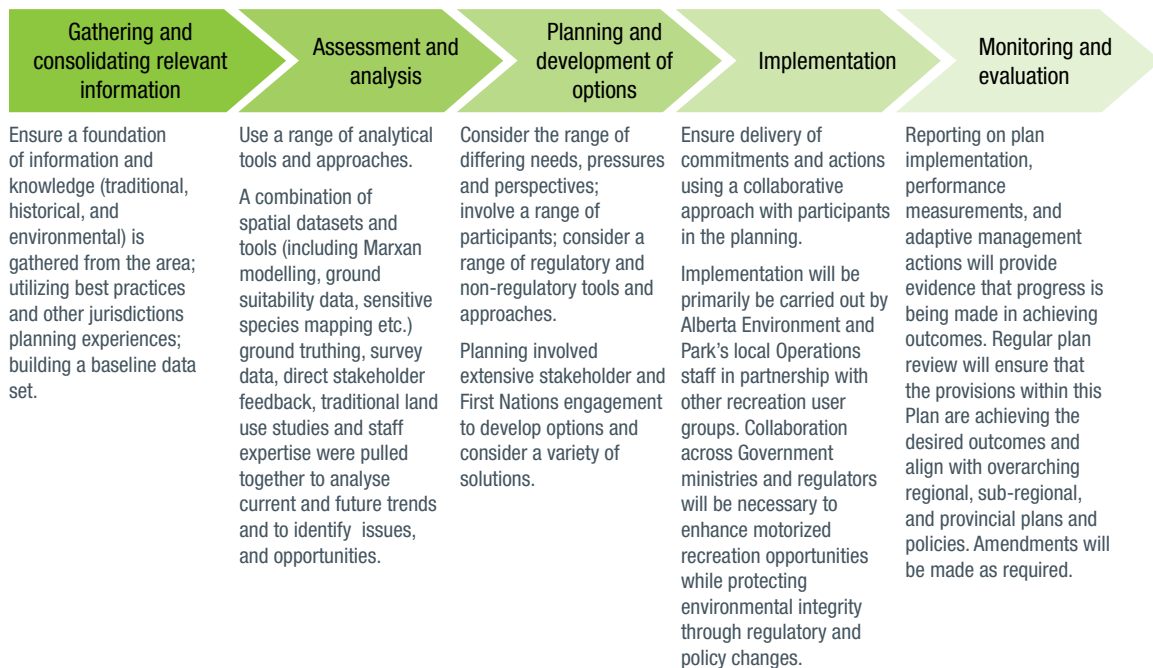 Gathering and
consolidating relevant
information
Assessment and
analysis
Planning and
development of
options
Implementation
Monitoring and
evaluation
Ensure a foundation
of information and
knowledge (traditional,
historical, and
environmental) is
gathered from the area;
utilizing best practices
and other jurisdictions
planning experiences;
building a baseline data
set.
Use a range of analytical
tools and approaches.
A combination of
spatial datasets and
tools (including Marxan
modelling, ground
suitability data, sensitive
species mapping etc.)
ground truthing, survey
data, direct stakeholder
feedback, traditional land
use studies and staff
expertise were pulled
together to analyse
current and future trends
and to identify issues,
and opportunities.
Consider the range of
differing needs, pressures
and perspectives;
involve a range of
participants; consider a
range of regulatory and
non-regulatory tools and
approaches.
Planning involved
extensive stakeholder and
First Nations engagement
to develop options and
consider a variety of
solutions.
Ensure delivery of
commitments and actions
using a collaborative
approach with participants
in the planning.
Implementation will be
primarily be carried out by
Alberta Environment and
Park's local Operations
staff in partnership with
other recreation user
groups. Collaboration
across Government
ministries and regulators
will be necessary to
enhance motorized
recreation opportunities
while protecting
environmental integrity
through regulatory and
policy changes.
Reporting on plan
implementation,
performance
measurements, and
adaptive management
actions will provide
evidence that progress is
being made in achieving
outcomes. Regular plan
review will ensure that
the provisions within this
Plan are achieving the
desired outcomes and
align with overarching
regional, sub-regional,
and provincial plans and
policies. Amendments will
be made as required.